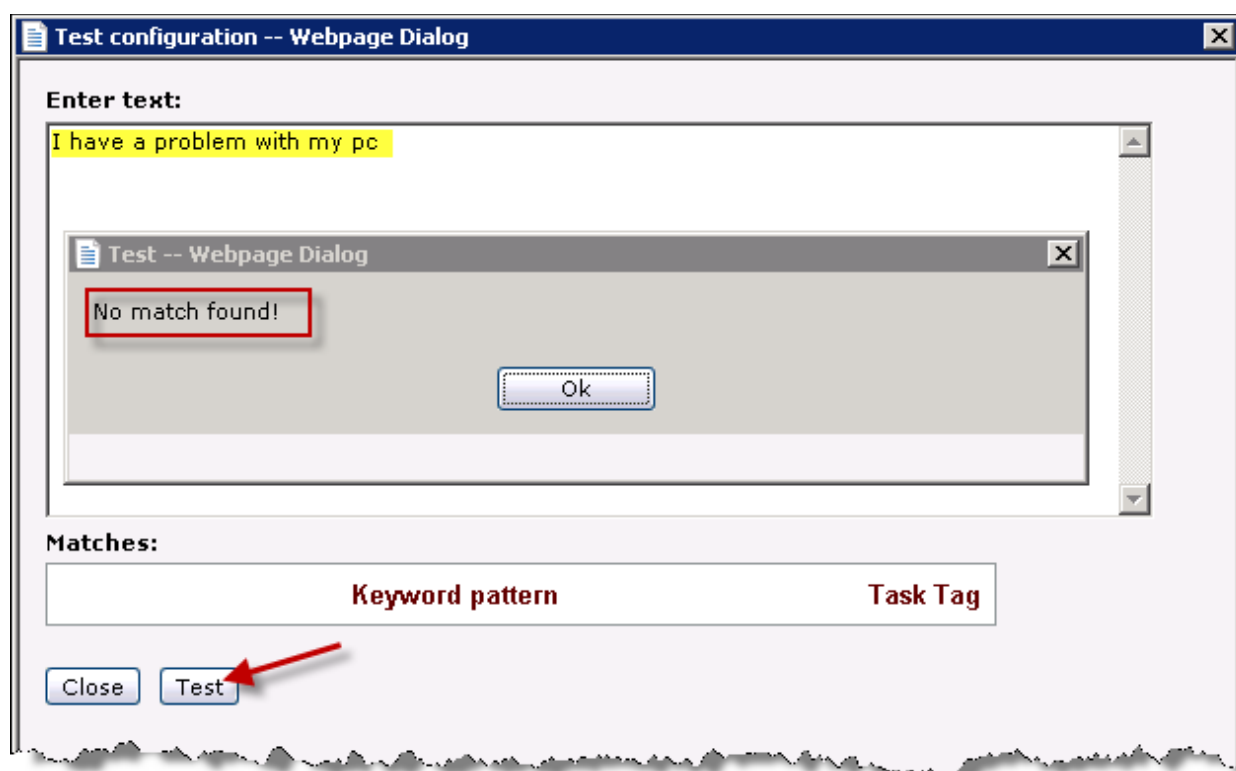 Test configuration -- Webpage Dialog
Enter text:
I have a problem with my pc
Test -- Webpage Dialog
No match found!
Ok
Matches:
Keyword pattern Task Tag
Close Test